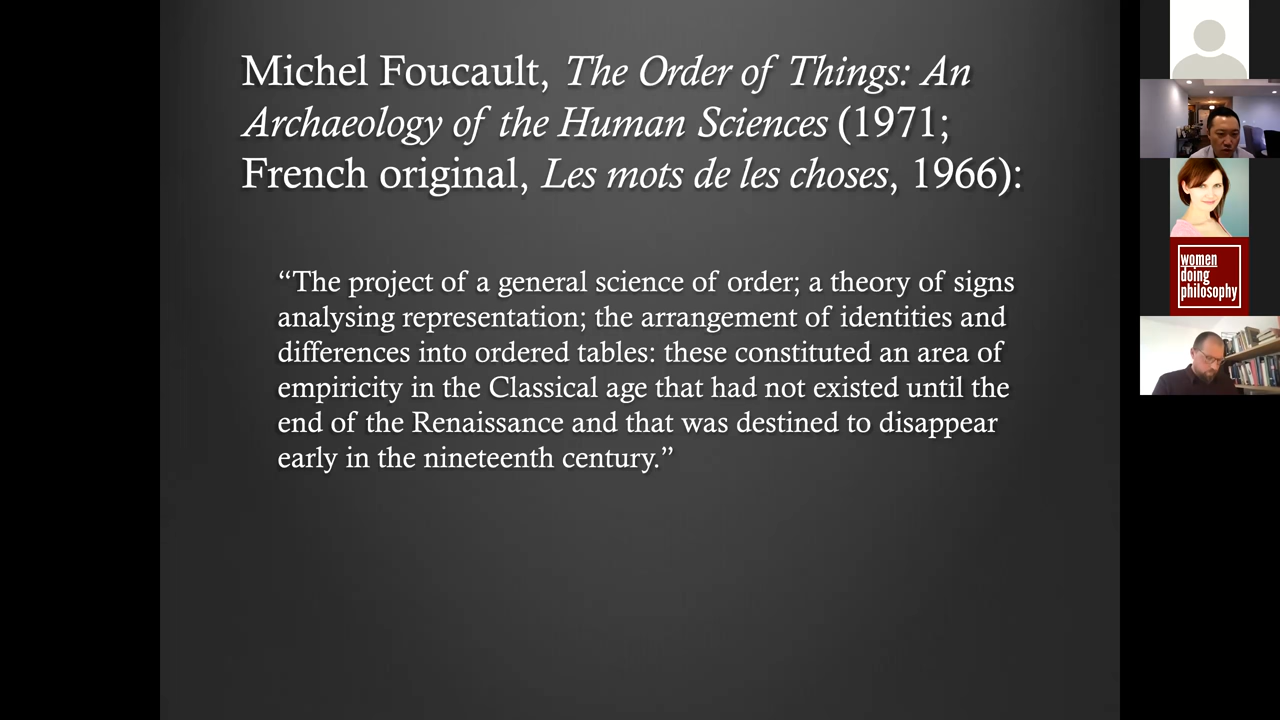 Michel Foucault, The Order of Things: An
Archaeology of the Human Sciences (1971;
French original, Les mots de les choses, 1966):
“The project of a general science of order; a theory of signs
analysing representation; the arrangement of identities and
differences into ordered tables: these constituted an area of
empiricity in the Classical age that had not existed until the
end of the Renaissance and that was destined to disappear
early in the nineteenth century.”
women
doing
philosophy